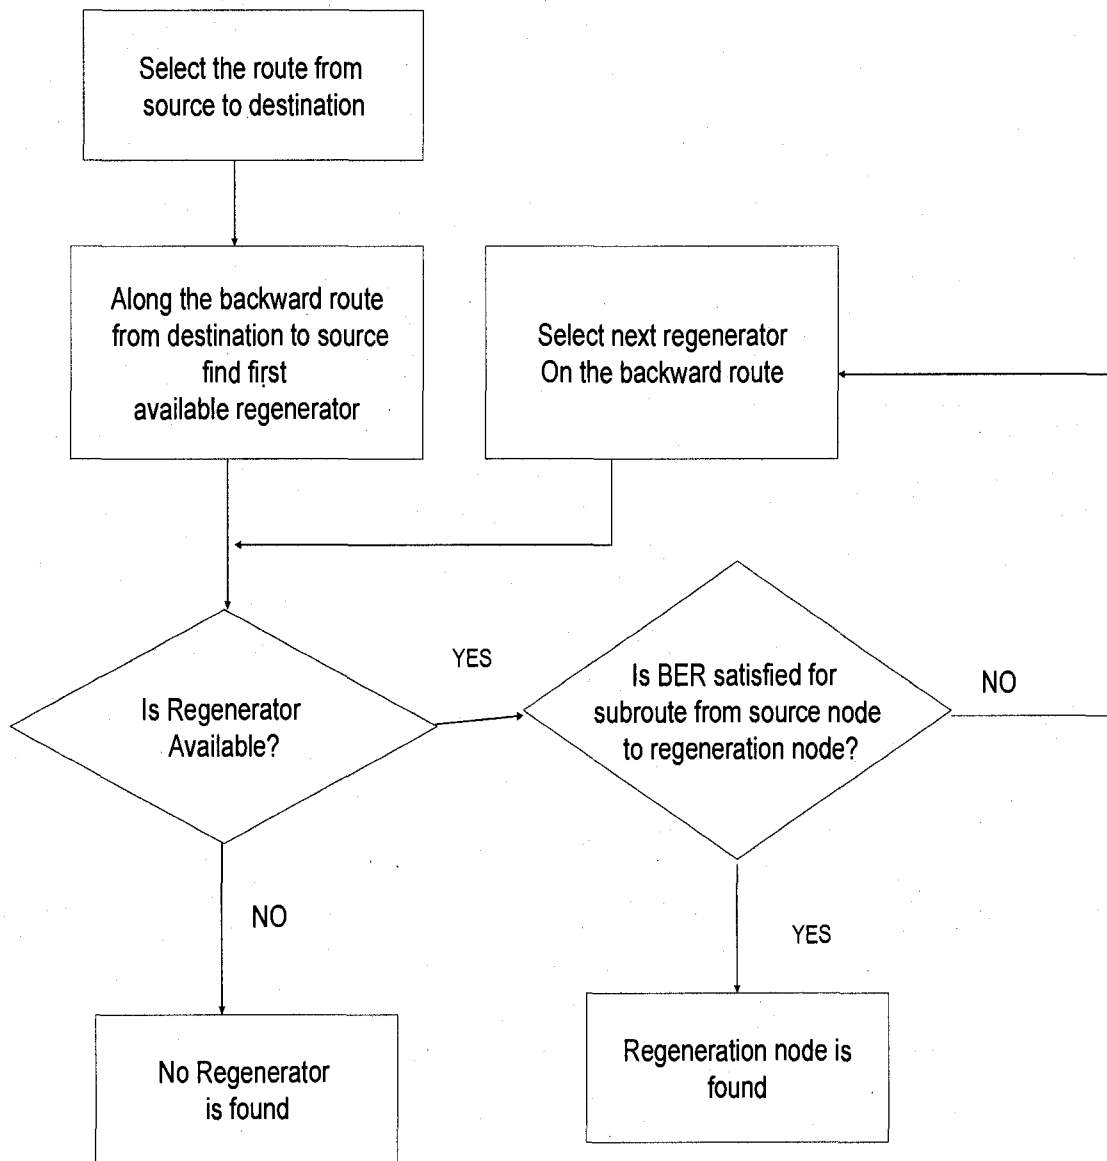 Select the route from
source to destination
Along the backward route
from destination to source
find first
available regenerator
Select next regenerator
On the backward route
Is Regenerator
Available?
YES
Is BER satisfied for
subroute from source node
to regeneration node?
NO
NO
YES
No Regenerator
is found
Regeneration node is
found